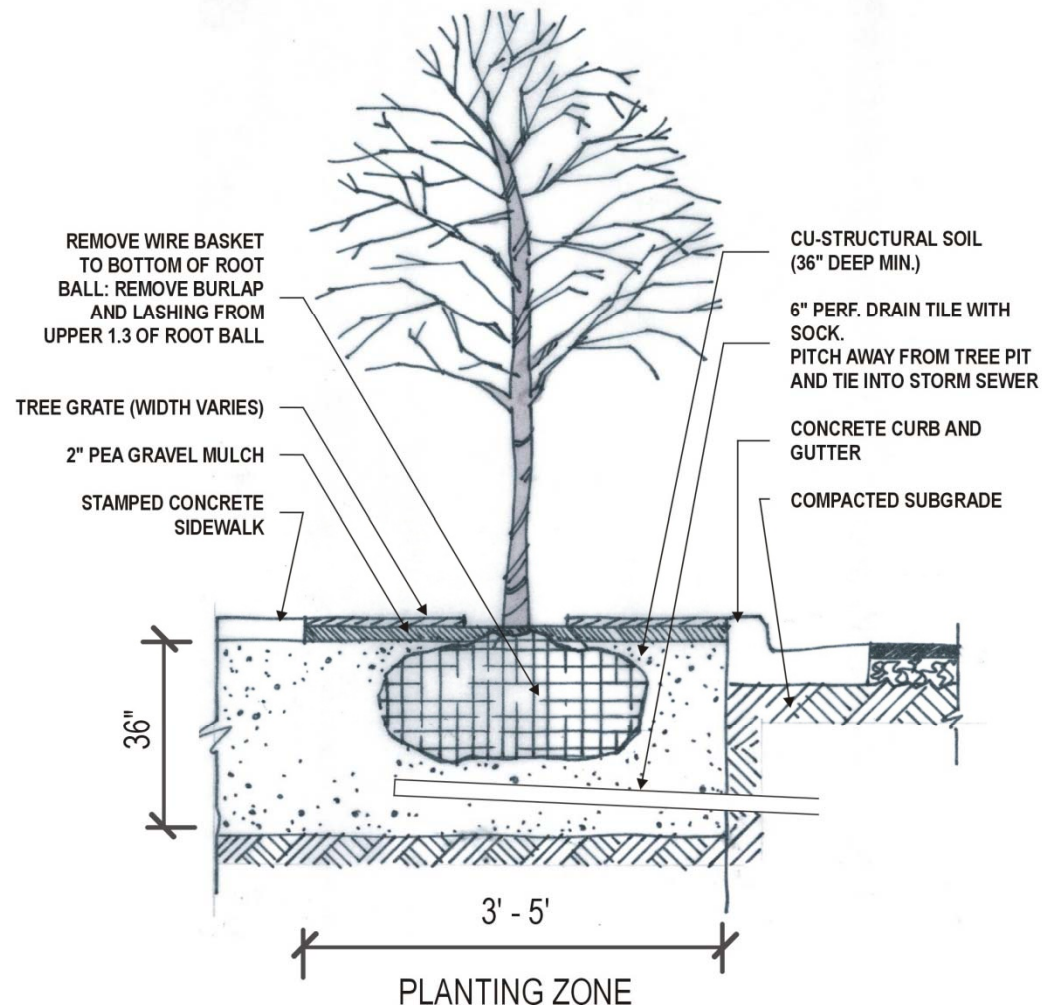 REMOVE WIRE BASKET
TO BOTTOM OF ROOT
BALL: REMOVE BURLAP
AND LASHING FROM
UPPER 1.3 OF ROOT BALL
TREE GRATE (WIDTH VARIES)
2" PEA GRAVEL MULCH
STAMPED CONCRETE
SIDEWALK
CU-STRUCTURAL SOIL
(36" DEEP MIN.)
6" PERF. DRAIN TILE WITH
SOCK.
PITCH AWAY FROM TREE PIT
AND TIE INTO STORM SEWER
CONCRETE CURB AND
GUTTER
COMPACTED SUBGRADE
36"
3' - 5'
PLANTING ZONE